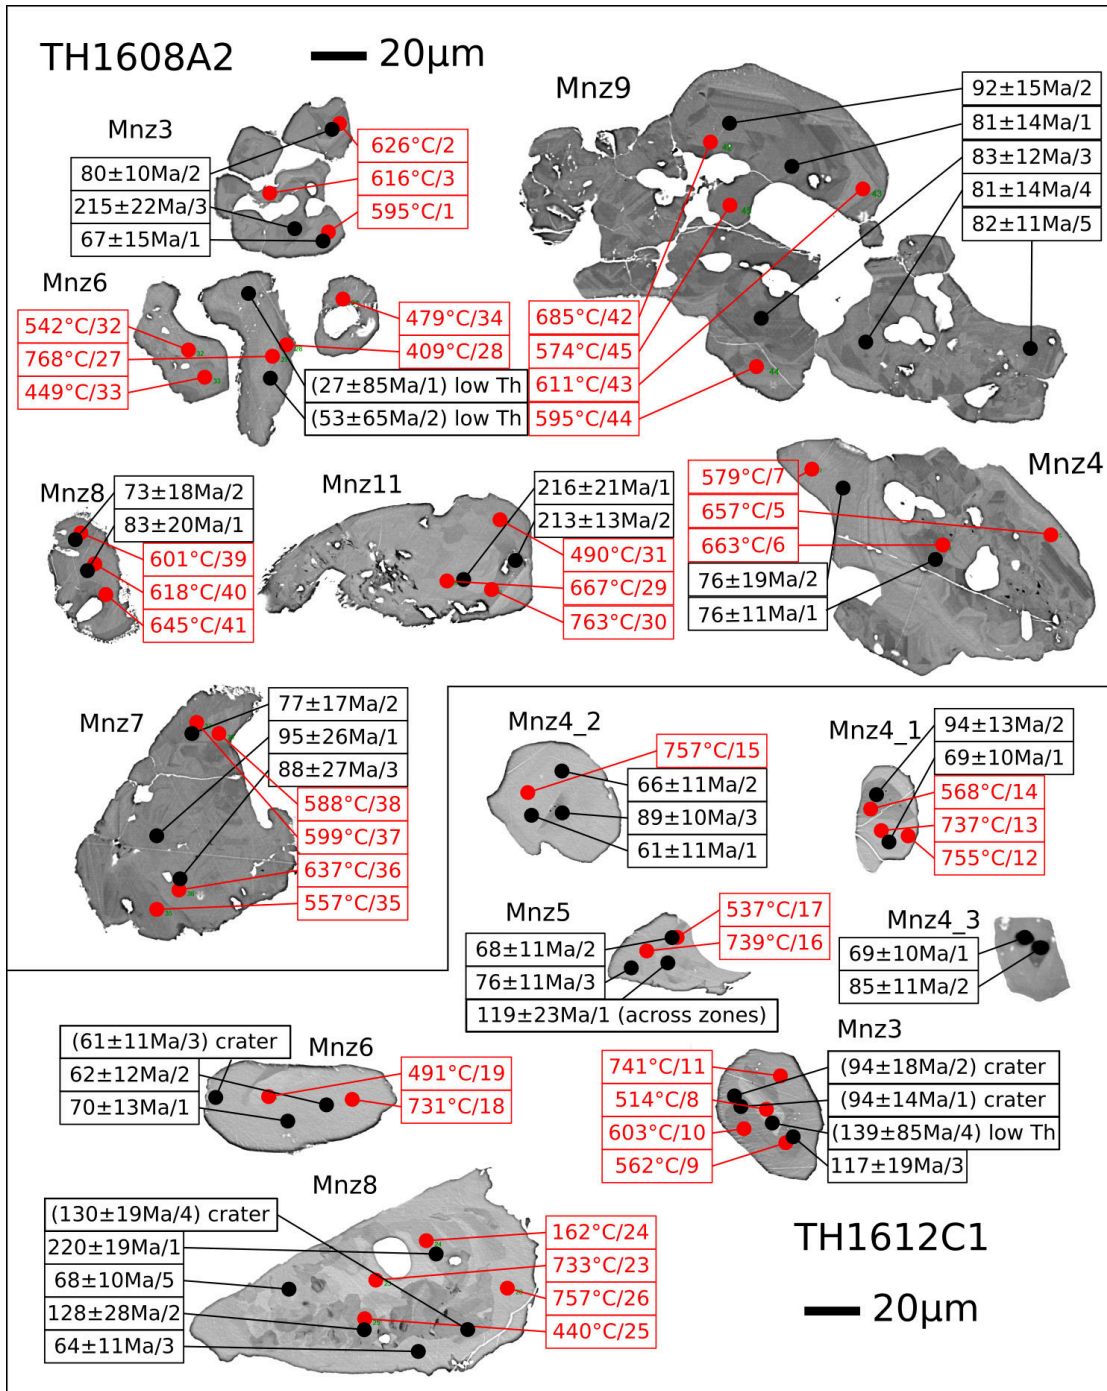 TH1608A2
20μm
Mnz3
80±10Ma/2
215±22Ma/3
67±15Ma/1
626°C/2
616°C/3
595°C/1
Mnz9
92±15Ma/2
81±14Ma/1
83±12Ma/3
81±14Ma/4
82±11Ma/5
685°C/42
574°C/45
611°C/43
595°C/44
43
44
Mnz6
542°C/32
768°C/27
449°C/33
479°C/34
409°C/28
(27±85Ma/1) low Th
(53±65Ma/2) low Th
32
33
28
Mnz8
73±18Ma/2
83±20Ma/1
601°C/39
618°C/40
645°C/41
Mnz11
216±21Ma/1
213±13Ma/2
490°C/31
667°C/29
763°C/30
Mnz4
579°C/7
657°C/5
663°C/6
76±19Ma/2
76±11Ma/1
Mnz7
77±17Ma/2
95±26Ma/1
88±27Ma/3
588°C/38
599°C/37
637°C/36
557°C/35
36
35
Mnz4_2
757°C/15
66±11Ma/2
89±10Ma/3
61±11Ma/1
Mnz4_1
94±13Ma/2
69±10Ma/1
568°C/14
737°C/13
755°C/12
Mnz5
537°C/17
739°C/16
68±11Ma/2
76±11Ma/3
119±23Ma/1 (across zones)
Mnz4_3
69±10Ma/1
85±11Ma/2
Mnz6
(61±11Ma/3) crater
62±12Ma/2
70±13Ma/1
491°C/19
731°C/18
Mnz3
741°C/11
514°C/8
603°C/10
562°C/9
(94±18Ma/2) crater
(94±14Ma/1) crater
(139±85Ma/4) low Th
117±19Ma/3
Mnz8
(130±19Ma/4) crater
220±19Ma/1
68±10Ma/5
128±28Ma/2
64±11Ma/3
162°C/24
733°C/23
757°C/26
440°C/25
24
TH1612C1
20μm